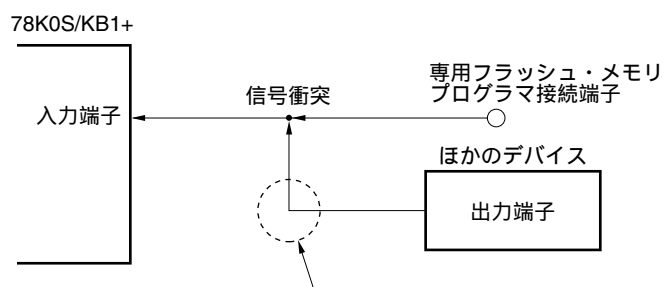 78K0S/KB1+
専用フラッシュ・メモリ
プログラマ接続端子
信号衝突
入力端子
ほかのデバイス
出力端子